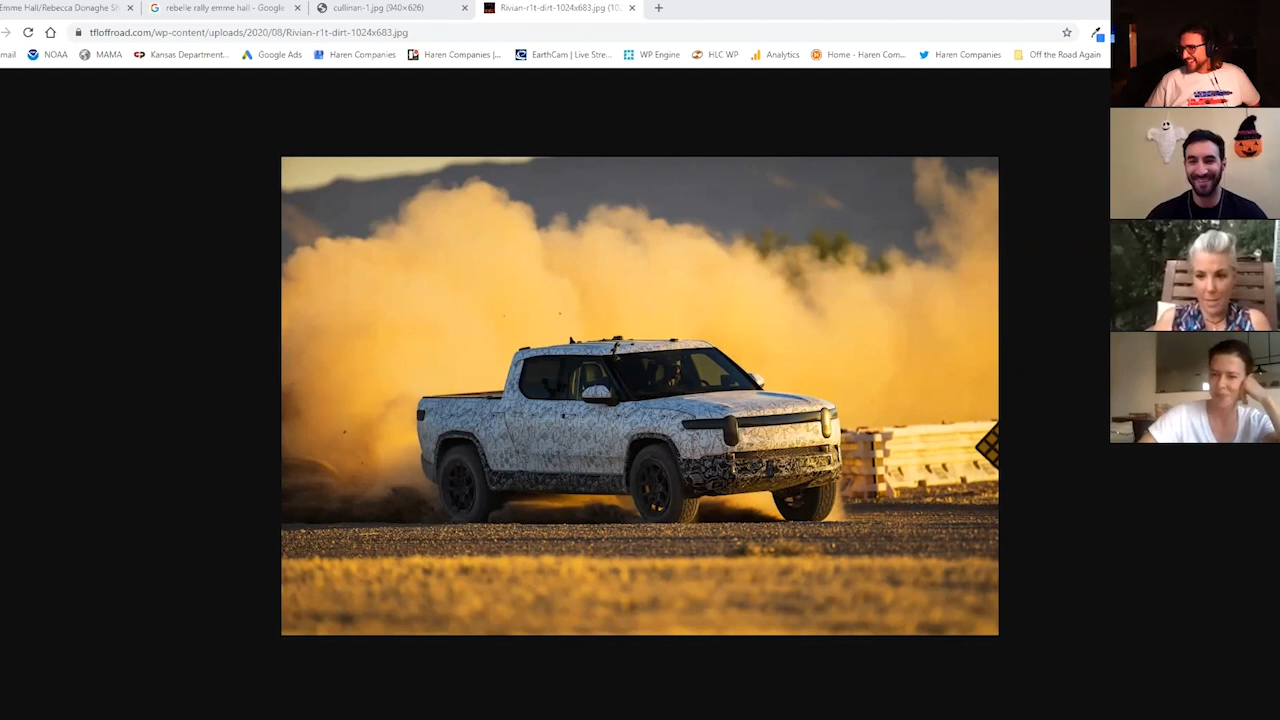 Emme Hall/Rebecca Donaghe Sh
rebelle rally emme hall - Google
cullinan-1.jpg (940×626)
Rivian-r1t-dirt-1024x683.jpg (10
tfloffroad.com/wp-content/uploads/2020/08/Rivian-r1t-dirt-1024x683.jpg
mail
NOAA
MAMA
Kansas Department...
Google Ads
Haren Companies
Haren Companies |...
EarthCam | Live Stre...
WP Engine
HLC WP
Analytics
Home - Haren Com...
Haren Companies
Off the Road Again